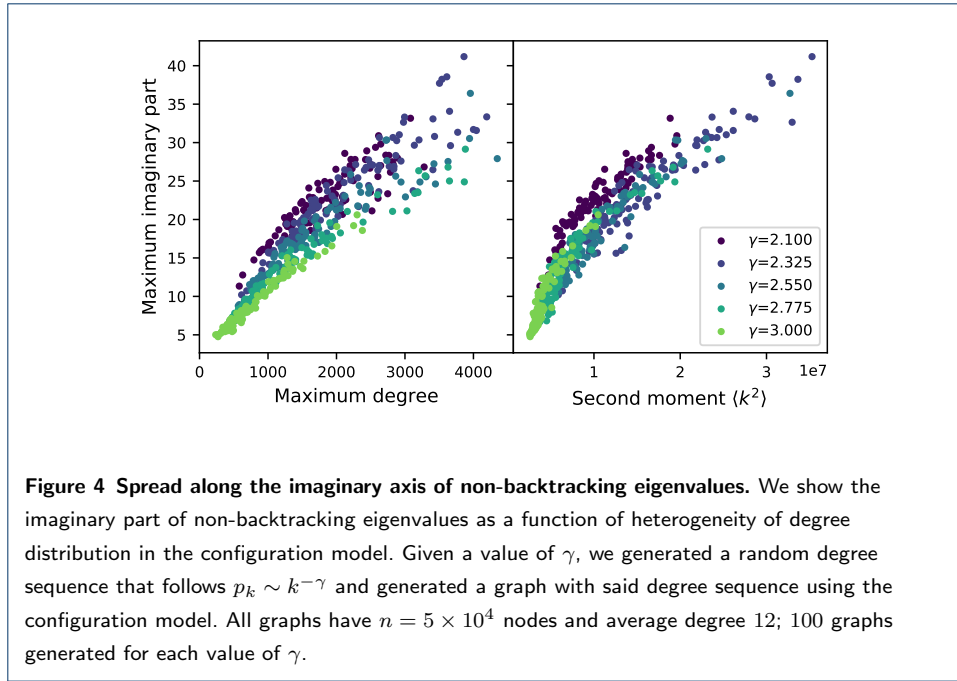 Maximum imaginary part
40
35
30
25
20
15
10
5
0 1000 2000 3000 4000
Maximum degree
1 2 3
1e7
Second moment ⟨k²⟩
γ=2.100
γ=2.325
γ=2.550
γ=2.775
γ=3.000
Figure 4 Spread along the imaginary axis of non-backtracking eigenvalues. We show the
imaginary part of non-backtracking eigenvalues as a function of heterogeneity of degree
distribution in the configuration model. Given a value of γ, we generated a random degree
sequence that follows p_k ∼ k^{−γ} and generated a graph with said degree sequence using the
configuration model. All graphs have n = 5 × 10⁴ nodes and average degree 12; 100 graphs
generated for each value of γ.